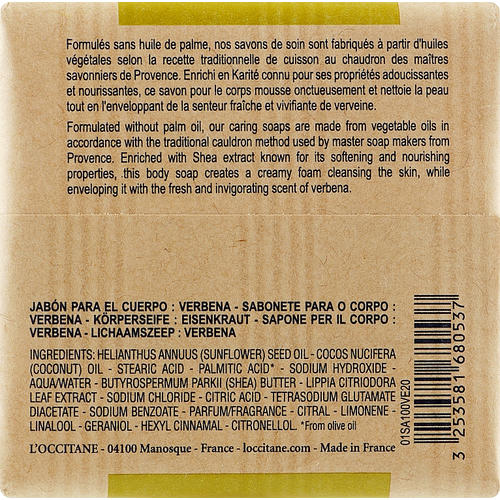 Formulés sans huile de palme, nos savons de soin sont fabriqués à partir d'huiles
végétales selon la recette traditionnelle de cuisson au chaudron des maîtres
savonniers de Provence. Enrichi en Karité connu pour ses propriétés adoucissantes
et nourrissantes, ce savon pour le corps mousse onctueusement et nettoie la peau
tout en l'enveloppant de la senteur fraîche et vivifiante de verveine.
Formulated without palm oil, our caring soaps are made from vegetable oils in
accordance with the traditional cauldron method used by master soap makers from
Provence. Enriched with Shea extract known for its softening and nourishing
properties, this body soap creates a creamy foam cleansing the skin, while
enveloping it with the fresh and invigorating scent of verbena.
JABÓN PARA EL CUERPO : VERBENA - SABONETE PARA O CORPO :
VERBENA - KÖRPERSEIFE : EISENKRAUT - SAPONE PER IL CORPO :
VERBENA - LICHAAMSZEEP : VERBENA
INGREDIENTS: HELIANTHUS ANNUUS (SUNFLOWER) SEED OIL - COCOS NUCIFERA
(COCONUT) OIL - STEARIC ACID - PALMITIC ACID* - SODIUM HYDROXIDE -
AQUA/WATER - BUTYROSPERMUM PARKII (SHEA) BUTTER - LIPPIA CITRIODORA
LEAF EXTRACT - SODIUM CHLORIDE - CITRIC ACID - TETRASODIUM GLUTAMATE
DIACETATE - SODIUM BENZOATE - PARFUM/FRAGRANCE - CITRAL - LIMONENE -
LINALOOL - GERANIOL - HEXYL CINNAMAL - CITRONELLOL. *From olive oil
L'OCCITANE - 04100 Manosque - France - loccitane.com - Made in France
01SA100VE20
3 253581 680537